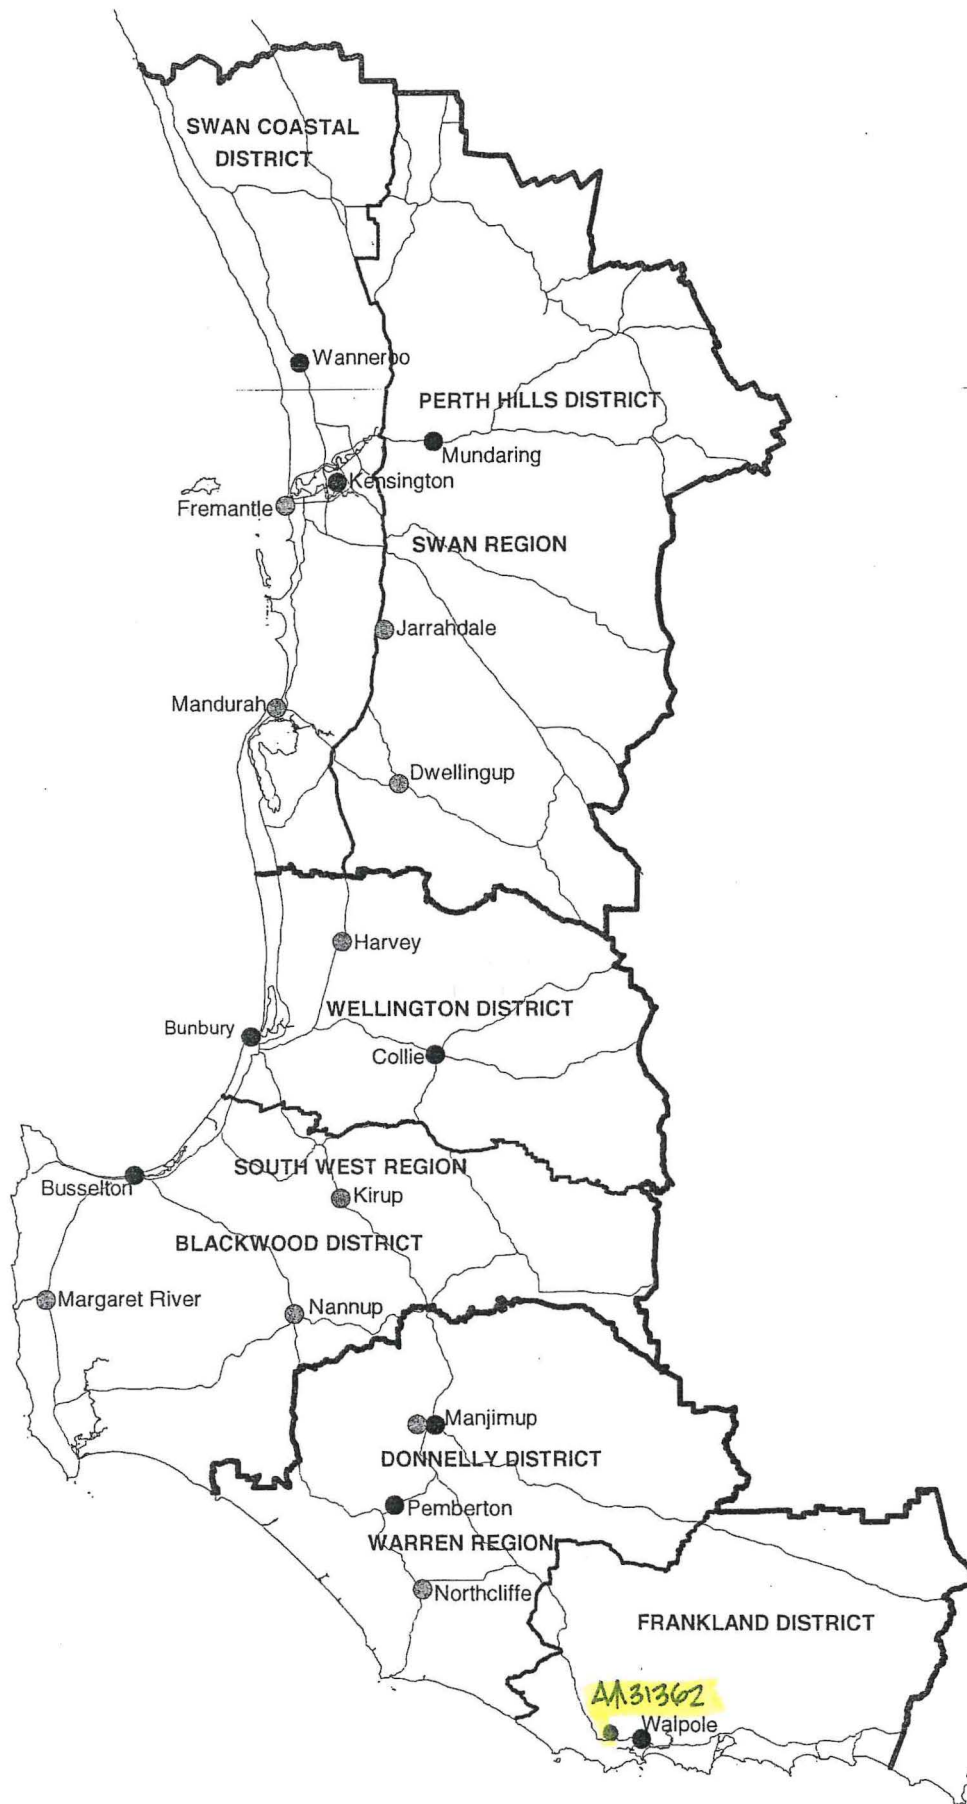 SWAN COASTAL
DISTRICT
Wanneroo
PERTH HILLS DISTRICT
Mundaring
Kensington
Fremantle
SWAN REGION
Jarrahdale
Mandurah
Dwellingup
Harvey
WELLINGTON DISTRICT
Bunbury
Collie
SOUTH WEST REGION
Busselton
Kirup
BLACKWOOD DISTRICT
Margaret River
Nannup
Manjimup
DONNELLY DISTRICT
Pemberton
WARREN REGION
Northcliffe
FRANKLAND DISTRICT
A1131362
Walpole